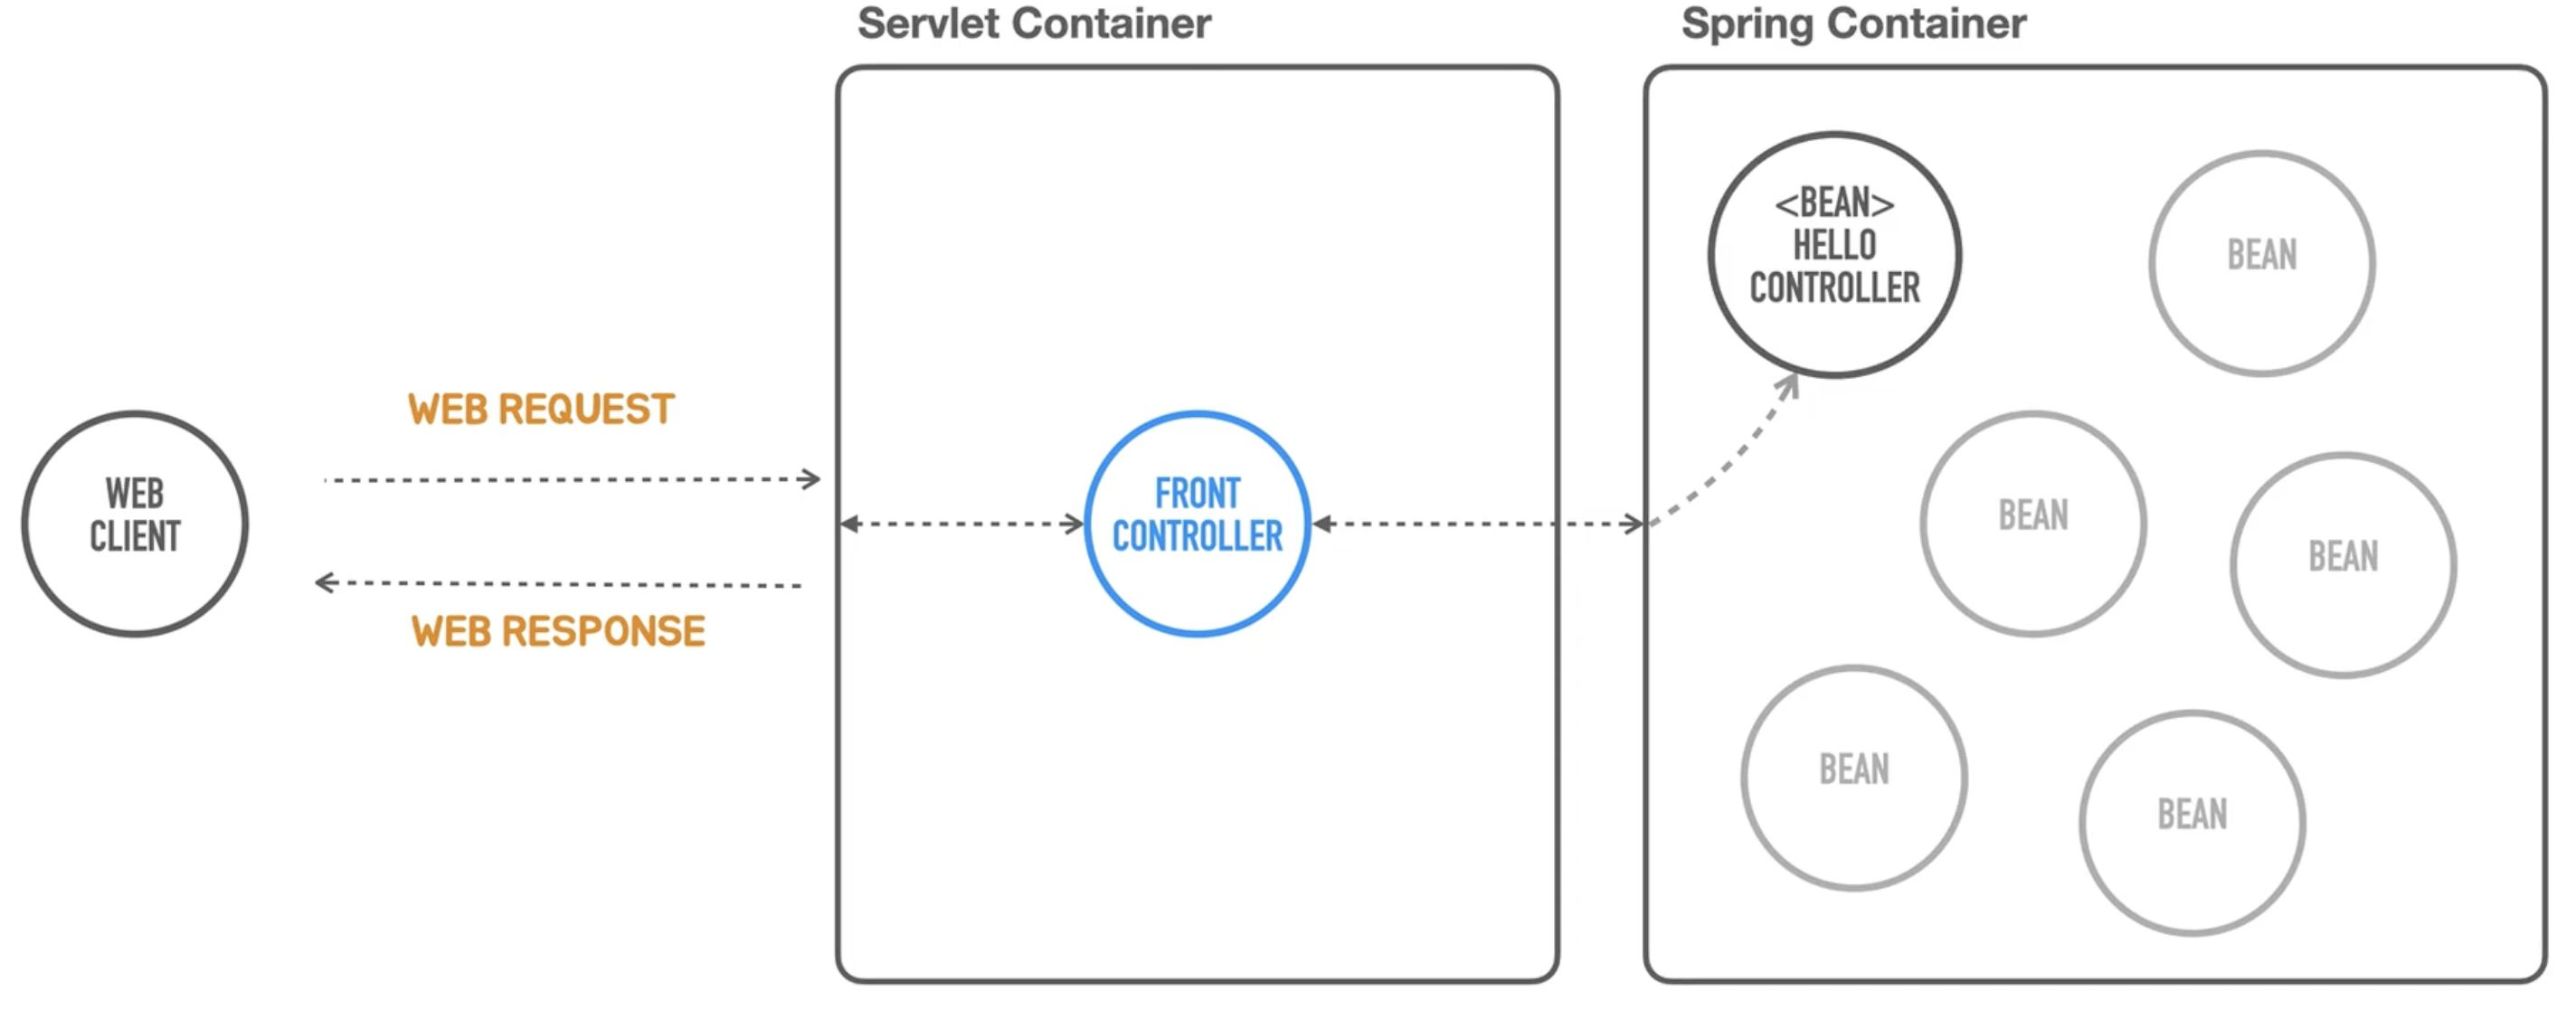 Servlet Container
Spring Container
<BEAN>
HELLO
CONTROLLER
BEAN
WEB REQUEST
WEB
CLIENT
FRONT
CONTROLLER
BEAN
BEAN
WEB RESPONSE
BEAN
BEAN